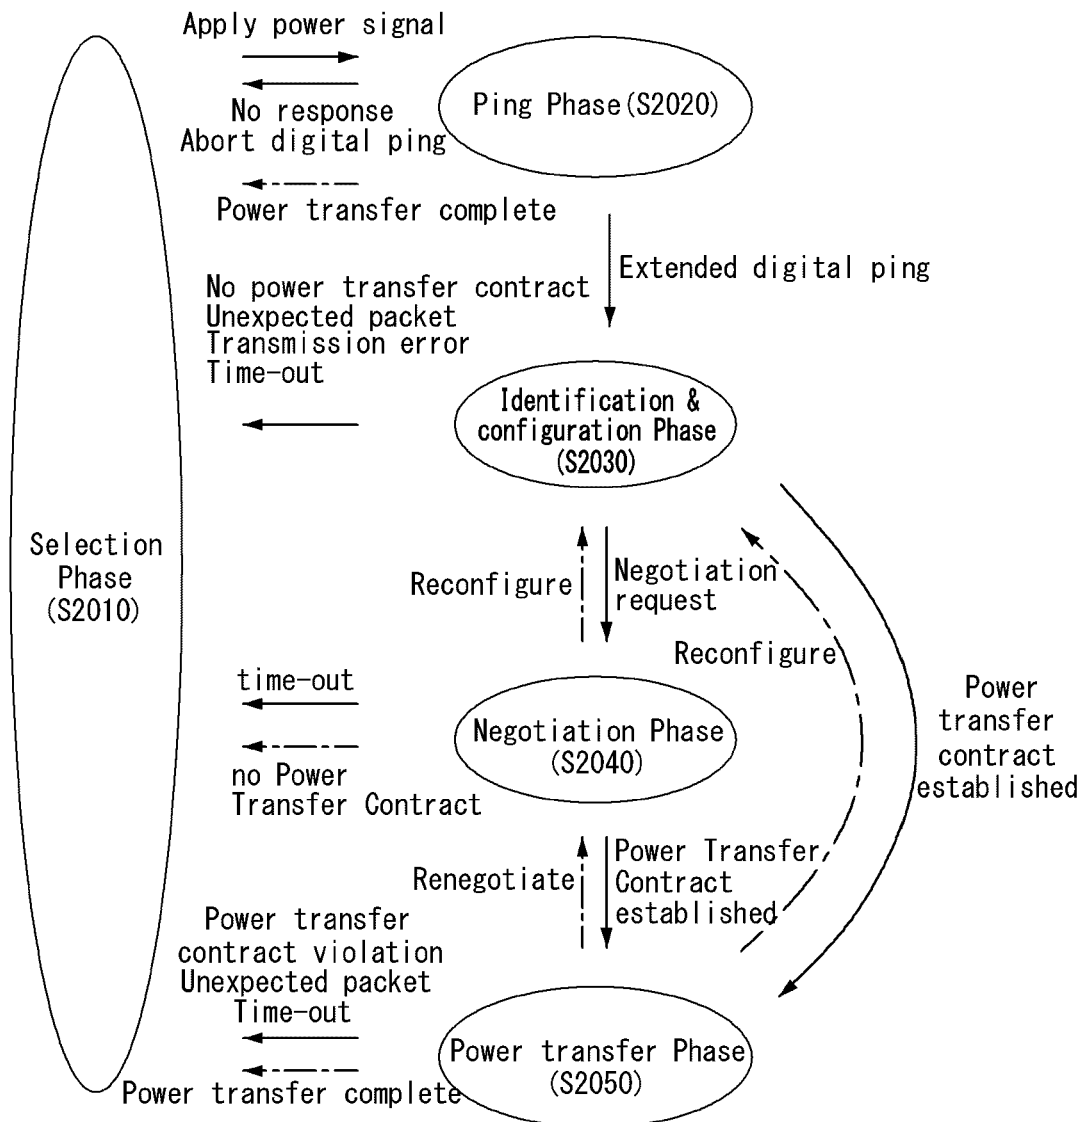 Apply power signal
Ping Phase(S2020)
No response
Abort digital ping
Power transfer complete
Extended digital ping
No power transfer contract
Unexpected packet
Transmission error
Time-out
Identification &
configuration Phase
(S2030)
Selection
Phase
(S2010)
Reconfigure
Negotiation
request
Reconfigure
Power
transfer
contract
established
time-out
Negotiation Phase
(S2040)
no Power
Transfer Contract
Renegotiate
Power Transfer
Contract
established
Power transfer
contract violation
Unexpected packet
Time-out
Power transfer Phase
(S2050)
Power transfer complete